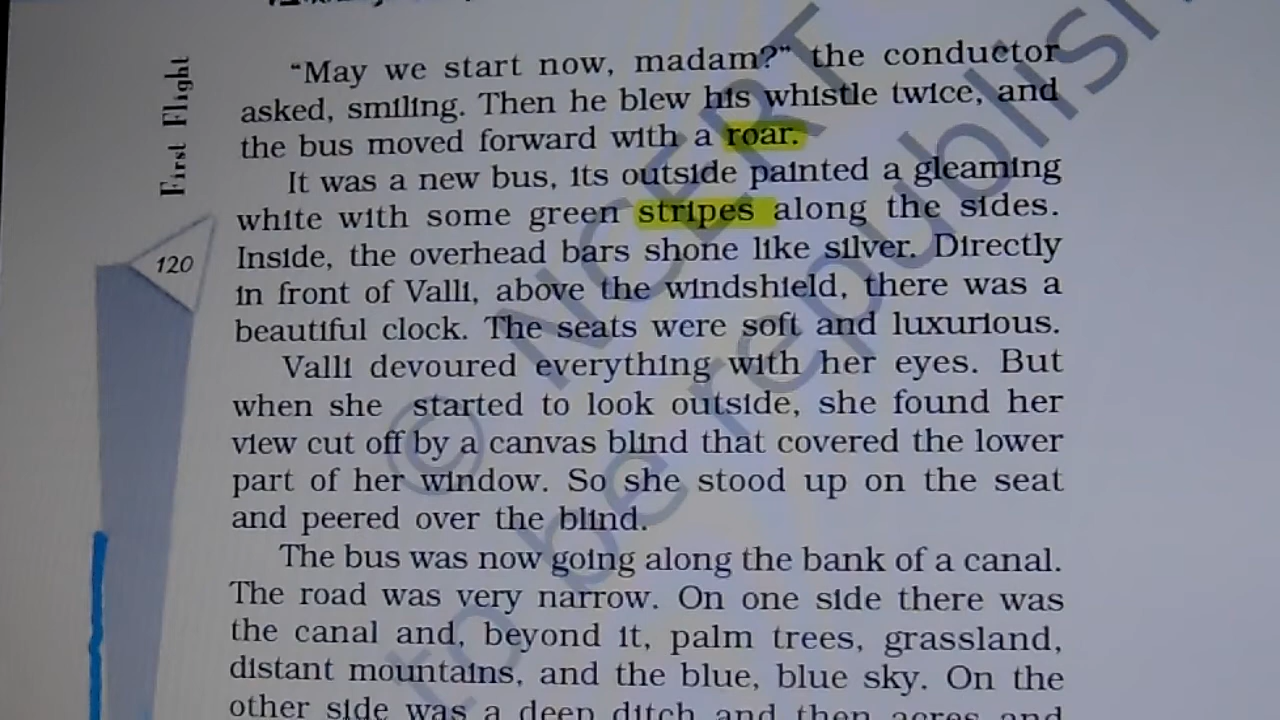 First Flight
120
"May we start now, madam?" the conductor
asked, smiling. Then he blew his whistle twice, and
the bus moved forward with a roar.
It was a new bus, its outside painted a gleaming
white with some green stripes along the sides.
Inside, the overhead bars shone like silver. Directly
in front of Valli, above the windshield, there was a
beautiful clock. The seats were soft and luxurious.
Valli devoured everything with her eyes. But
when she started to look outside, she found her
view cut off by a canvas blind that covered the lower
part of her window. So she stood up on the seat
and peered over the blind.
The bus was now going along the bank of a canal.
The road was very narrow. On one side there was
the canal and, beyond it, palm trees, grassland,
distant mountains, and the blue, blue sky. On the
other side was a deep ditch and then acres and
© NCERT
to be republish